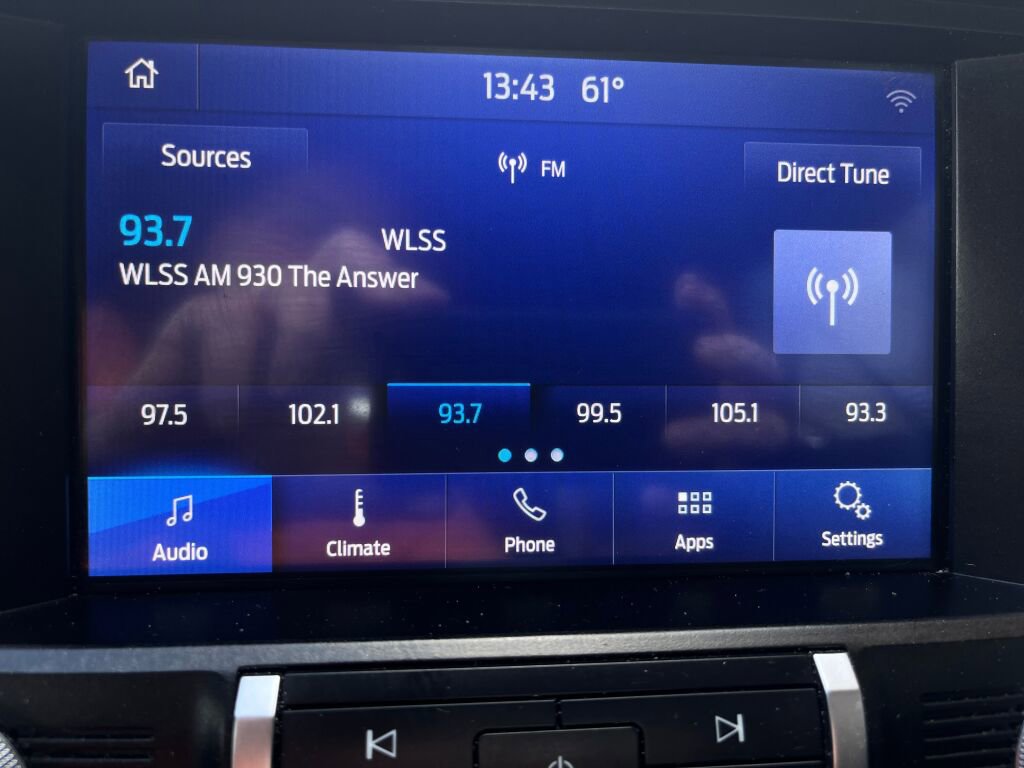 13:43 61°
Sources
FM
Direct Tune
93.7
WLSS
WLSS AM 930 The Answer
97.5 102.1 93.7 99.5 105.1 93.3
Audio Climate Phone Apps Settings